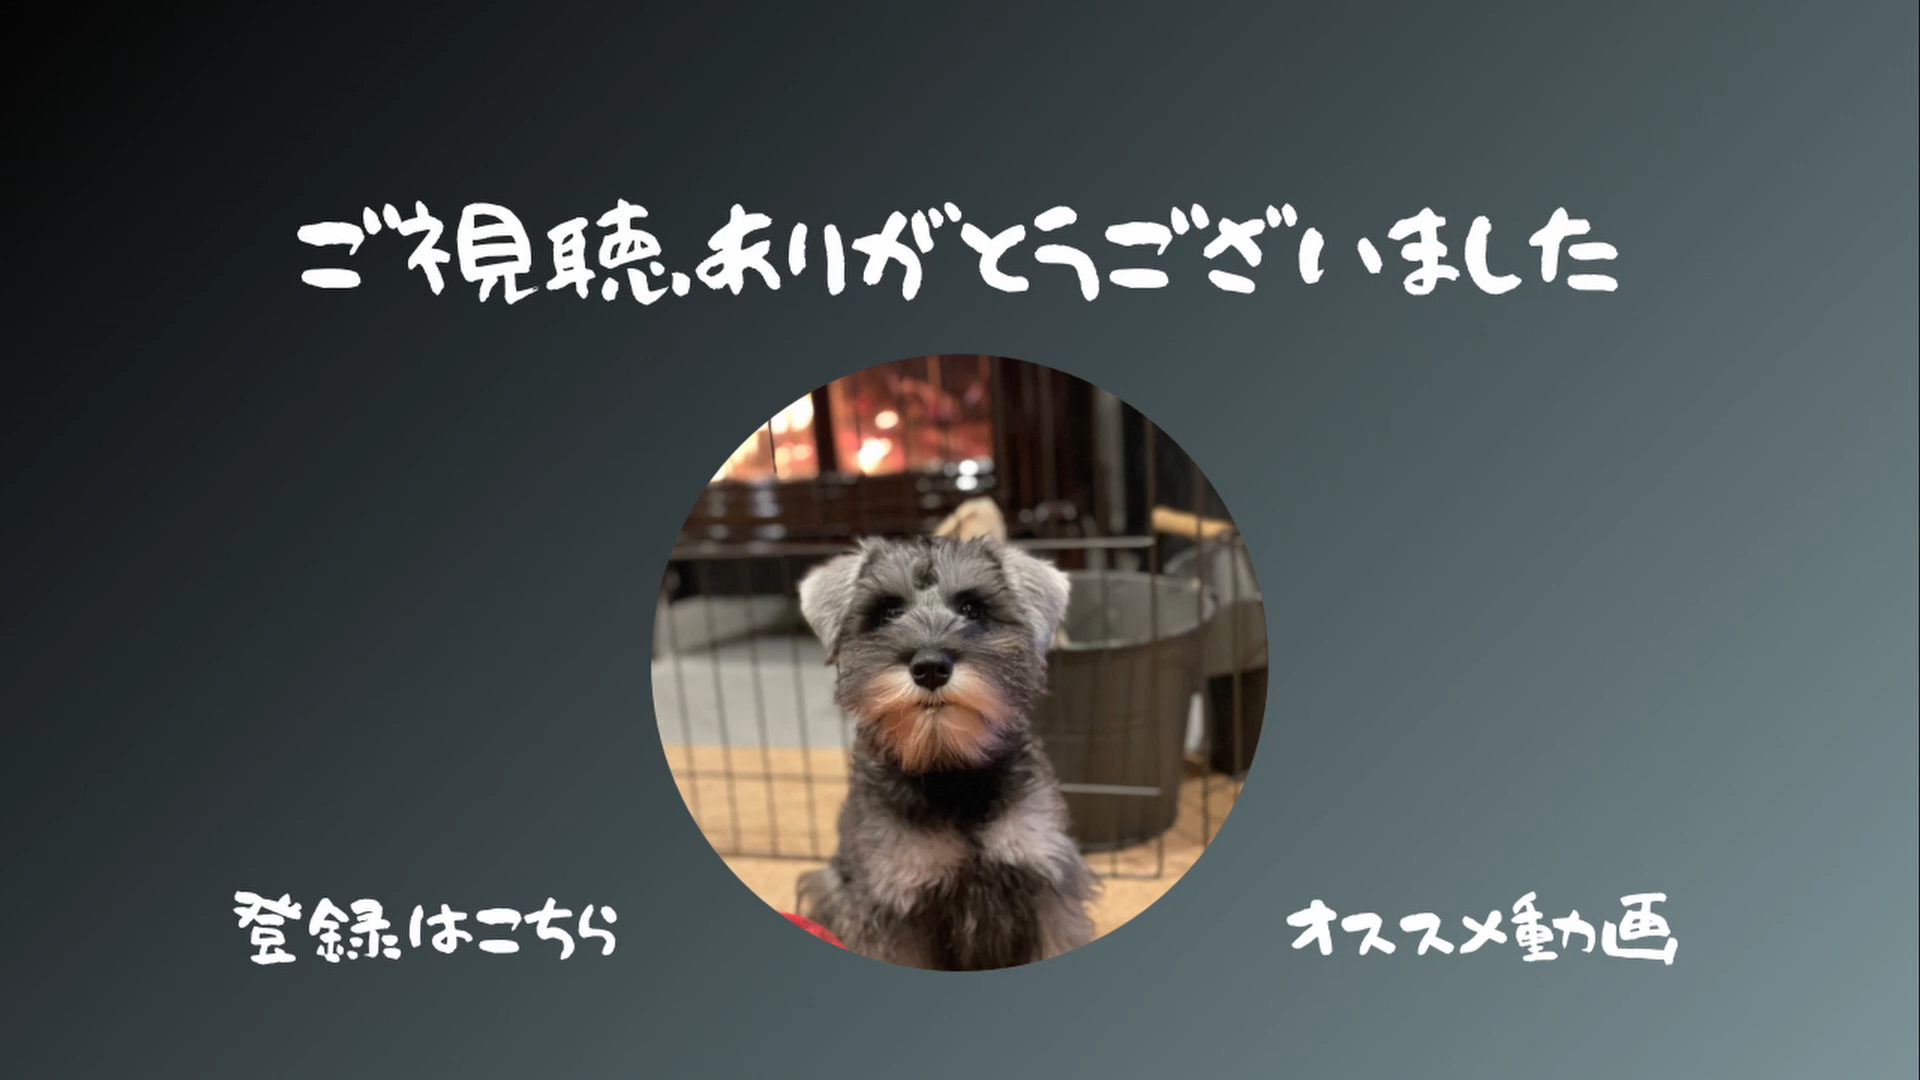 ご視聴ありがとうございました
登録はこちら
オススメ動画